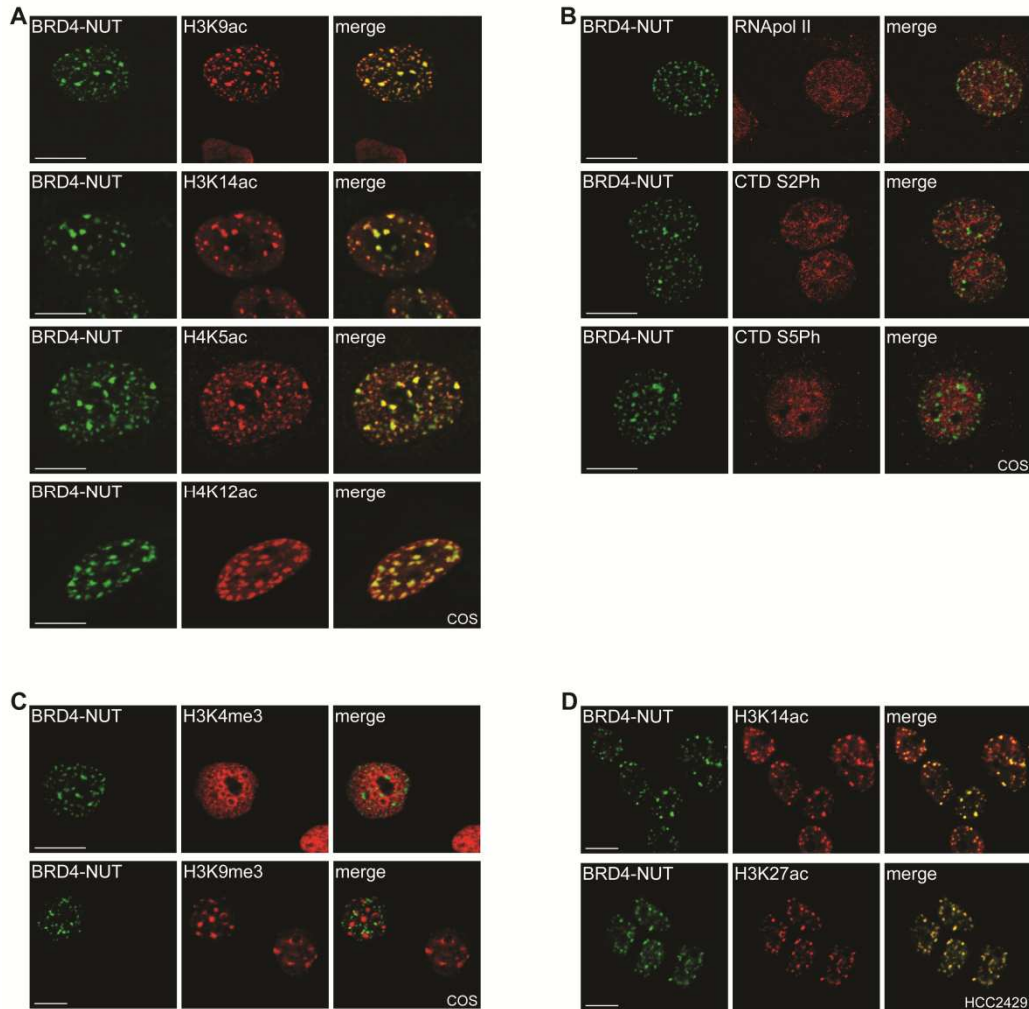 A
BRD4-NUT H3K9ac merge
BRD4-NUT H3K14ac merge
BRD4-NUT H4K5ac merge
BRD4-NUT H4K12ac merge
COS
B
BRD4-NUT RNApol II merge
BRD4-NUT CTD S2Ph merge
BRD4-NUT CTD S5Ph merge
COS
C
BRD4-NUT H3K4me3 merge
BRD4-NUT H3K9me3 merge
COS
D
BRD4-NUT H3K14ac merge
BRD4-NUT H3K27ac merge
HCC2429